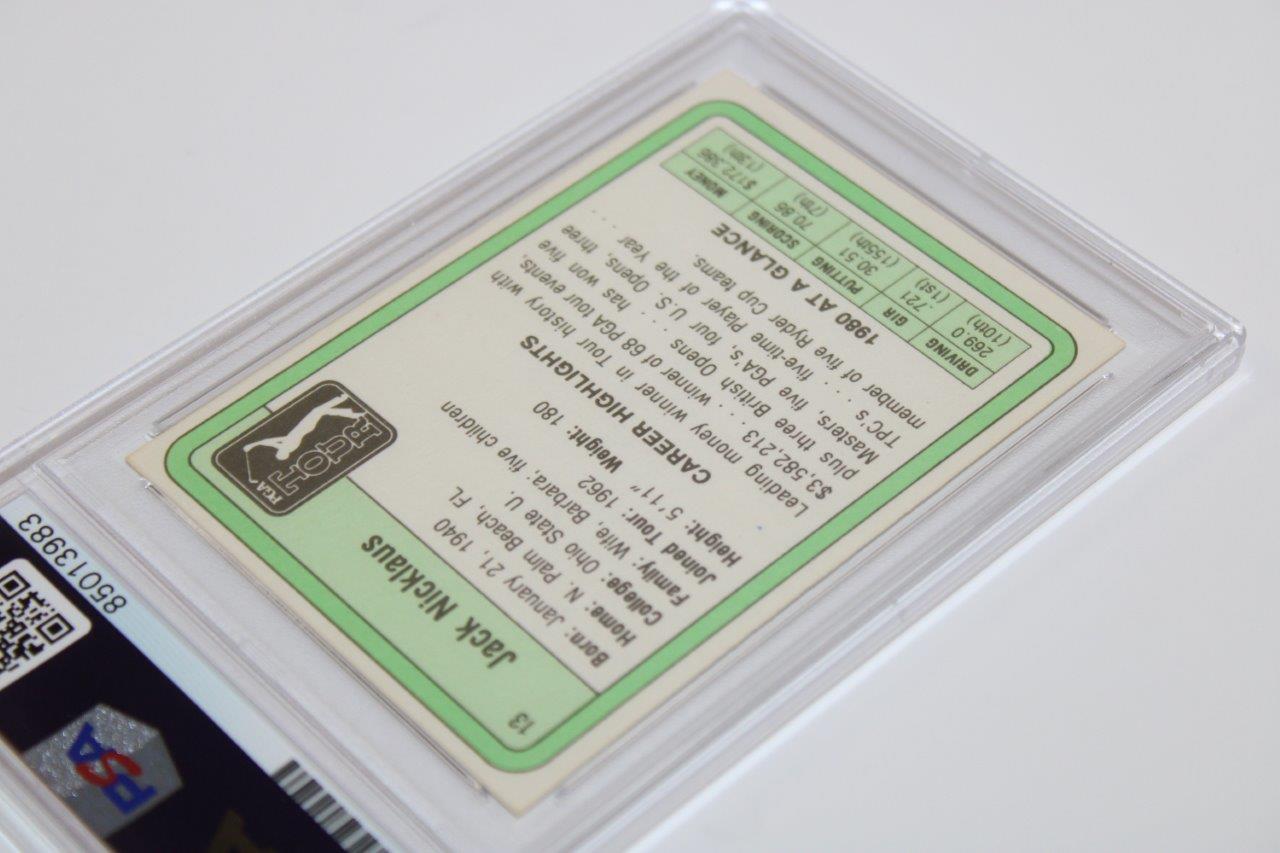 13
Jack Nicklaus
PGA
TOUR
Born: January 21, 1940
Home: N. Palm Beach, FL
College: Ohio State U.
Family: Wife, Barbara; five children
Joined Tour: 1962
Height: 5'11" Weight: 180
CAREER HIGHLIGHTS
Leading money winner in Tour history with
$3,582,213 . . . winner of 68 PGA tour events,
plus three British Opens . . . has won five
Masters, five PGA's, four U.S. Opens, three
TPC's . . . five-time Player of the Year . . .
member of five Ryder Cup teams.
1980 AT A GLANCE
DRIVING GIR PUTTING SCORING MONEY
269.0 .721 30.51 70.86 $172,386
(10th) (1st) (155th) (7th) (13th)
85013983
PSA